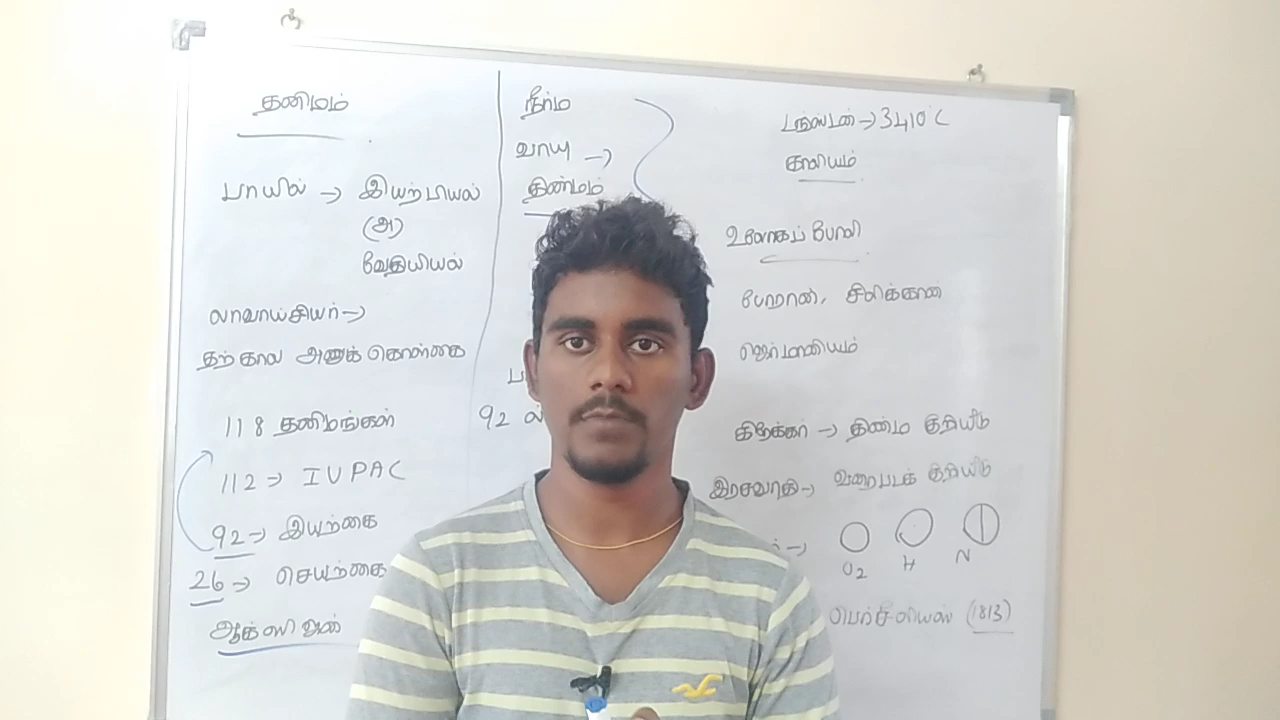 தனிமம்
பாயில் → இயற்பியல்
(அ)
வேதியியல்
லாவாய்சியர் →
தற்கால அணுக் கொள்கை
118 தனிமங்கள்
112 → IUPAC
92 → இயற்கை
26 → செயற்கை
ஆக்ஸிஜன்
நீர்ம
வாயு →
திண்மம்
92 ல்
டங்ஸ்டன் → 3410°C
காலியம்
உலோகப் போலி
போரான், சிலிக்கான்
ஜெர்மானியம்
கிரேக்கர் → திண்ம குறியீடு
இரசவாதி → வரைபடக் குறியீடு
O2 H N
பெர்சீலியஸ் (1813)